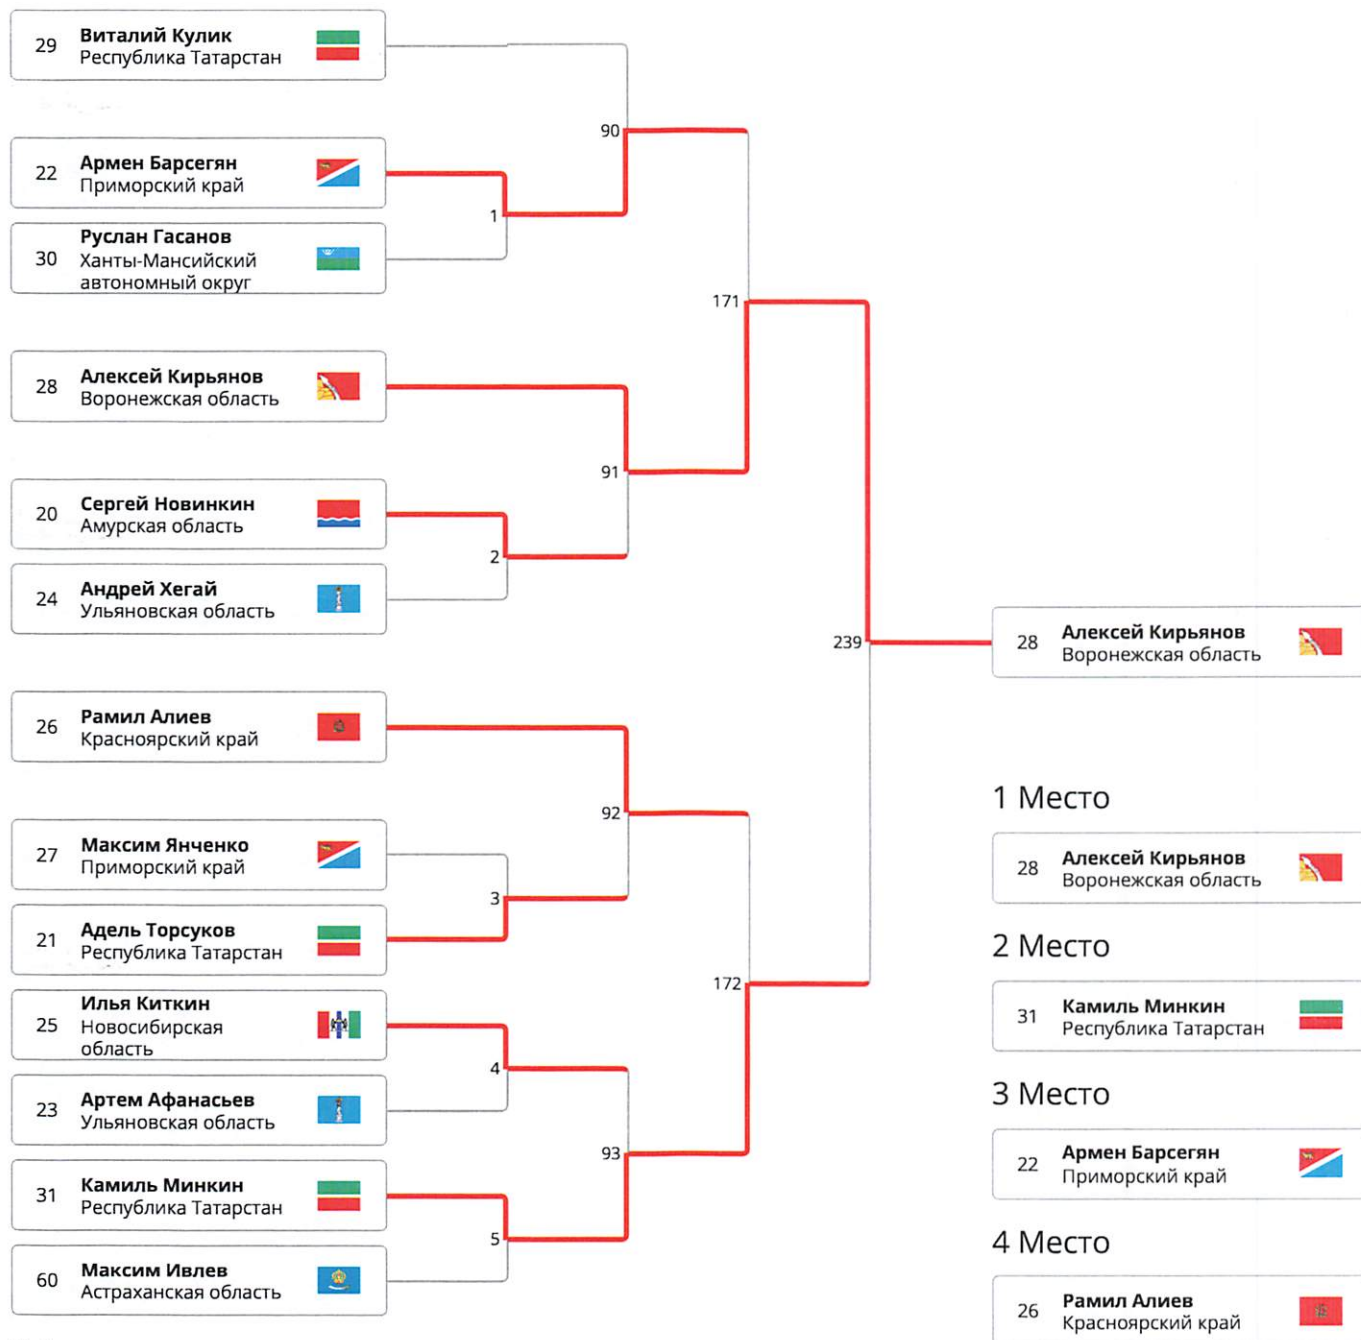 29 Виталий Кулик
Республика Татарстан
90
22 Армен Барсегян
Приморский край
1
30 Руслан Гасанов
Ханты-Мансийский
автономный округ
171
28 Алексей Кирьянов
Воронежская область
91
20 Сергей Новинкин
Амурская область
2
24 Андрей Хегай
Ульяновская область
239
28 Алексей Кирьянов
Воронежская область
26 Рамил Алиев
Красноярский край
92
27 Максим Янченко
Приморский край
3
21 Адель Торсуков
Республика Татарстан
172
25 Илья Киткин
Новосибирская
область
4
23 Артем Афанасьев
Ульяновская область
93
31 Камиль Минкин
Республика Татарстан
5
60 Максим Ивлев
Астраханская область
1 Место
28 Алексей Кирьянов
Воронежская область
2 Место
31 Камиль Минкин
Республика Татарстан
3 Место
22 Армен Барсегян
Приморский край
4 Место
26 Рамил Алиев
Красноярский край